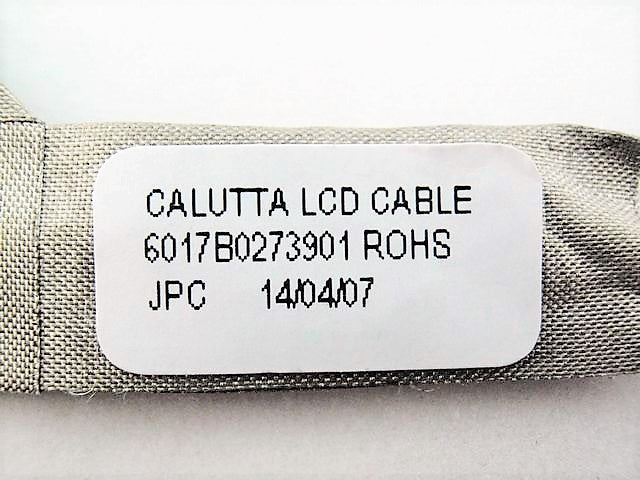 CALUTTA LCD CABLE
6017B0273901 ROHS
JPC 14/04/07